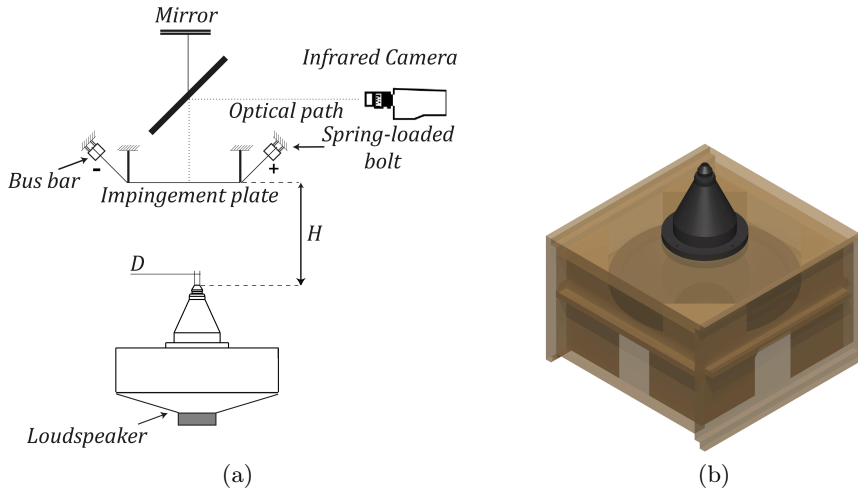 Mirror
Infrared Camera
Optical path
Spring-loaded
bolt
Bus bar
-
+
Impingement plate
H
D
Loudspeaker
(a)
(b)